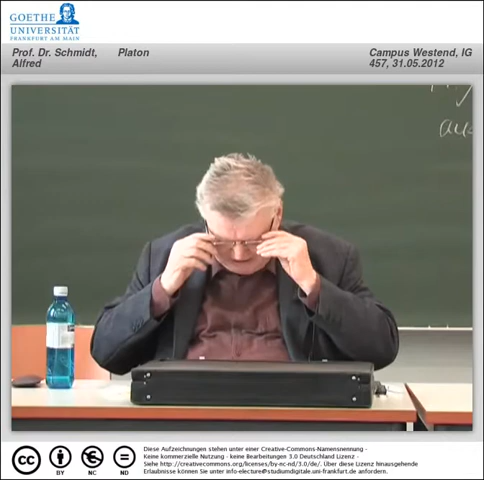 GOETHE
UNIVERSITÄT
FRANKFURT AM MAIN
Prof. Dr. Schmidt, Alfred
Platon
Campus Westend, IG 457, 31.05.2012
cc BY NC ND
Diese Aufzeichnungen stehen unter einer Creative-Commons-Namensnennung -
Keine kommerzielle Nutzung - keine Bearbeitungen 3.0 Deutschland Lizenz -
Siehe http://creativecommons.org/licenses/by-nc-nd/3.0/de/. Über diese Lizenz hinausgehende
Erlaubnisse können Sie unter info-electure@studiumdigitale.uni-frankfurt.de anfordern.